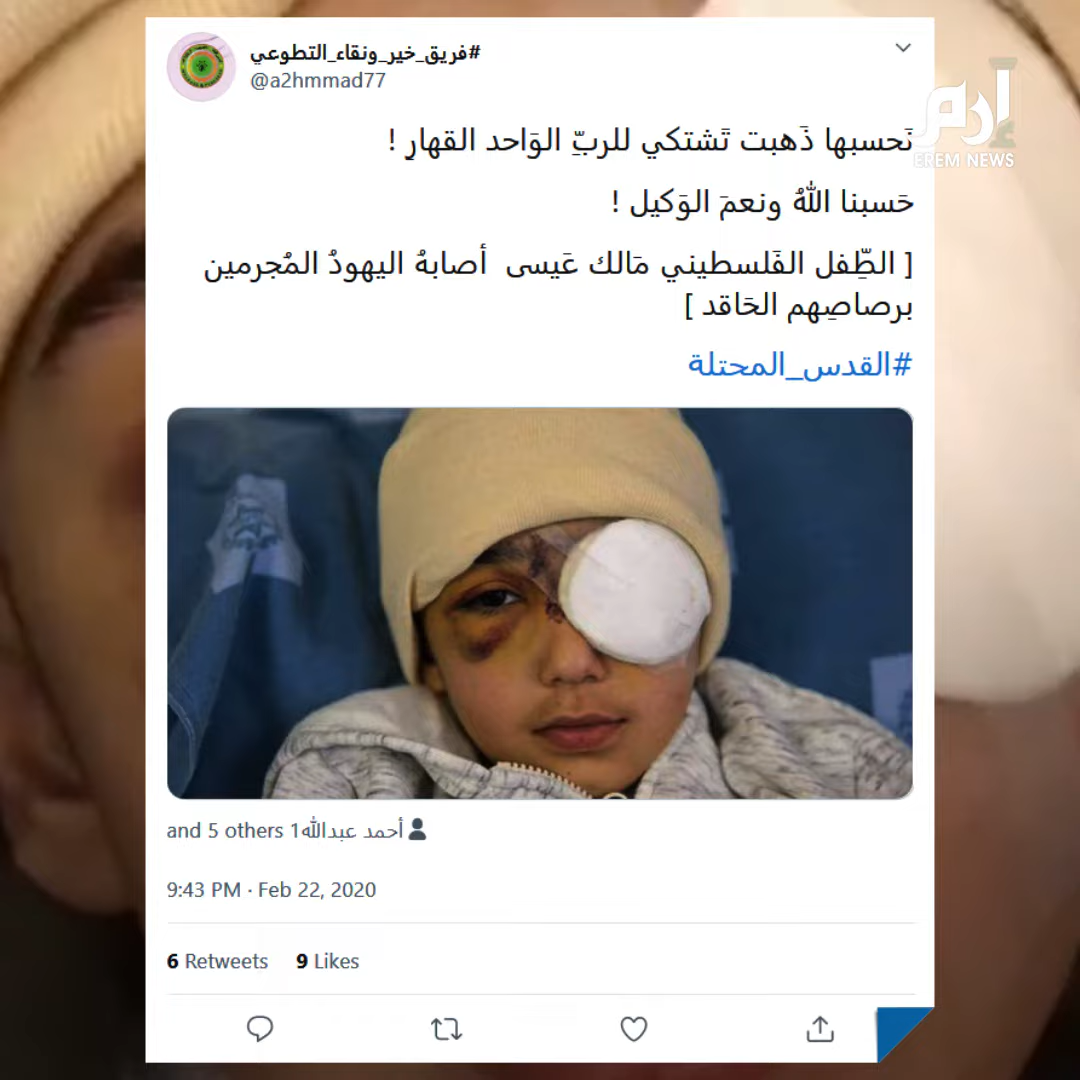 #فريق_خير_ونقاء_التطوعي
@a2hmmad77
إرم
EREM NEWS
نَحسبها ذَهبت تَشتكي للربِّ الوَاحد القهارِ !
حَسبنا اللهُ ونعمَ الوَكيل !
[ الطِّفل الفَلسطيني مَالك عَيسى أصابهُ اليهودُ المُجرمين
برصاصِهم الحَاقد ]
#القدس_المحتلة
أحمد عبدالله1 and 5 others
9:43 PM · Feb 22, 2020
6 Retweets 9 Likes